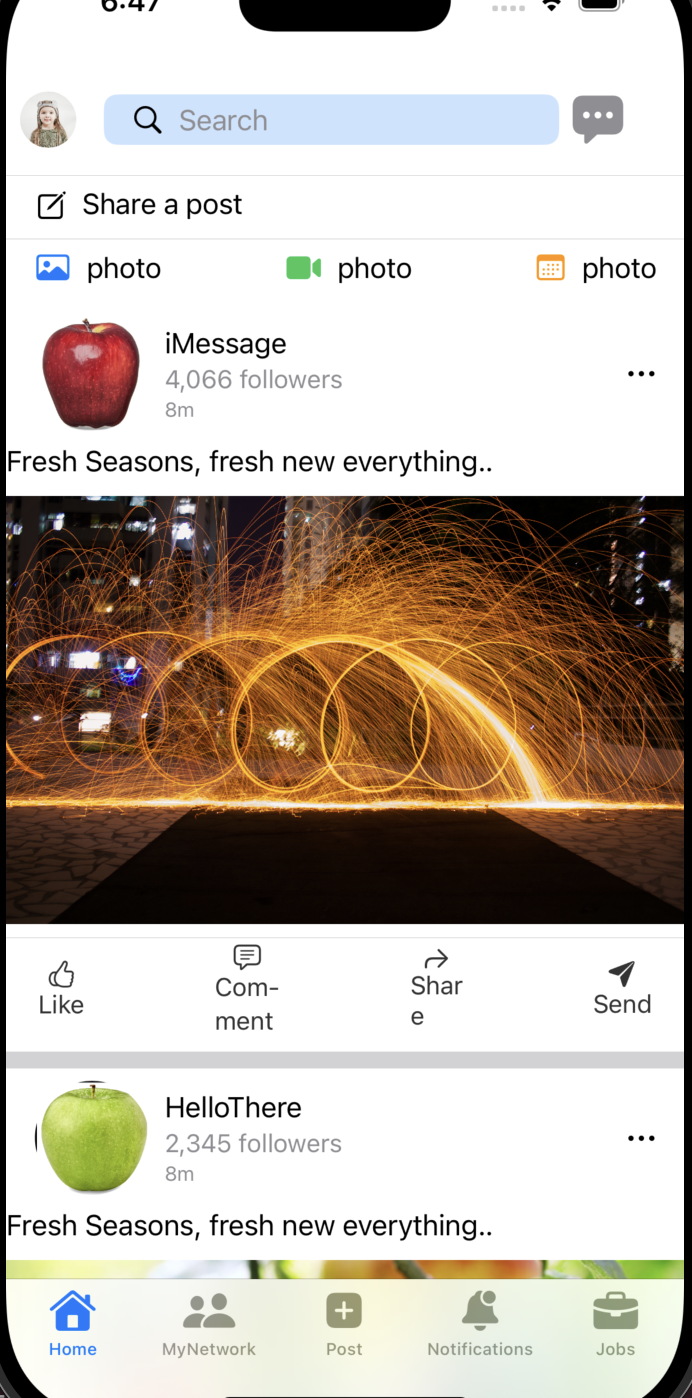 6:47
Search
Share a post
photo photo photo
iMessage
4,066 followers
8m
Fresh Seasons, fresh new everything..
Like
Com-
ment
Shar
e
Send
HelloThere
2,345 followers
8m
Fresh Seasons, fresh new everything..
Home MyNetwork Post Notifications Jobs